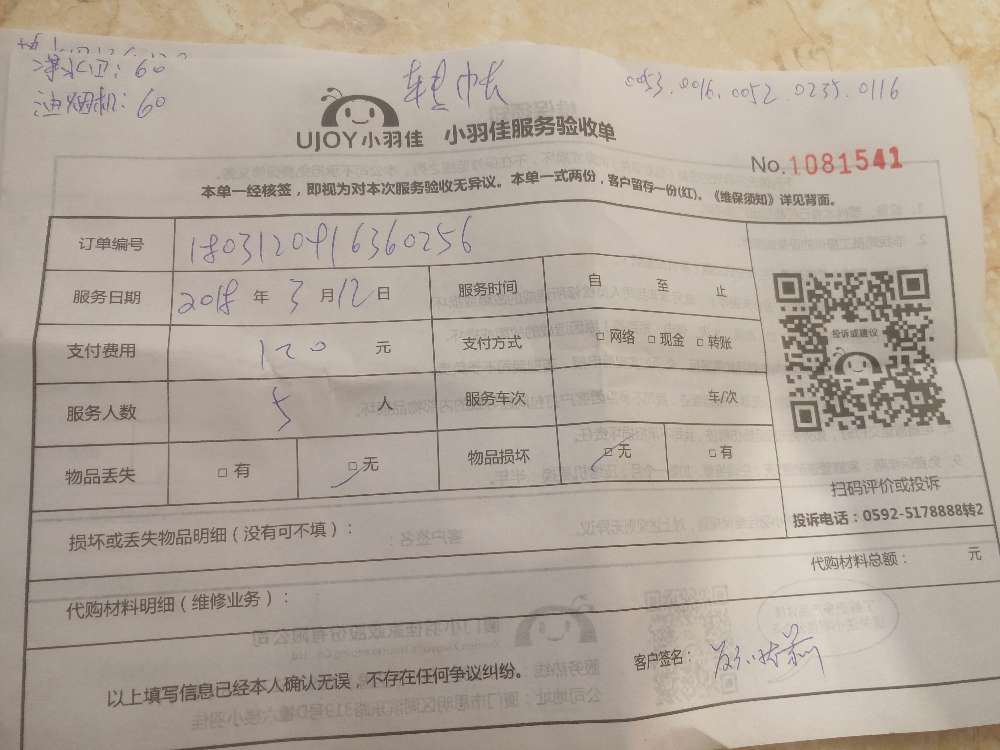 油烟机：60
0053.0016.0052.0235.0116
UJOY小羽佳 小羽佳服务验收单
No.1081541
本单一经核签，即视为对本次服务验收无异议。本单一式两份，客户留存一份(红)。《维保须知》详见背面。
订单编号 1803120916360256
服务日期 2018 年 3 月 12 日 服务时间 自 至 止
投诉或建议
支付费用 120 元 支付方式 □ 网络 □ 现金 □ 转账
服务人数 5 人 服务车次 车/次
物品丢失 □ 有 □ 无 物品损坏 □ 无 □ 有
扫码评价或投诉
投诉电话：0592-5178888转2
损坏或丢失物品明细（没有可不填）：
代购材料总额： 元
代购材料明细（维修业务）：
客户签名：
以上填写信息已经本人确认无误，不存在任何争议纠纷。